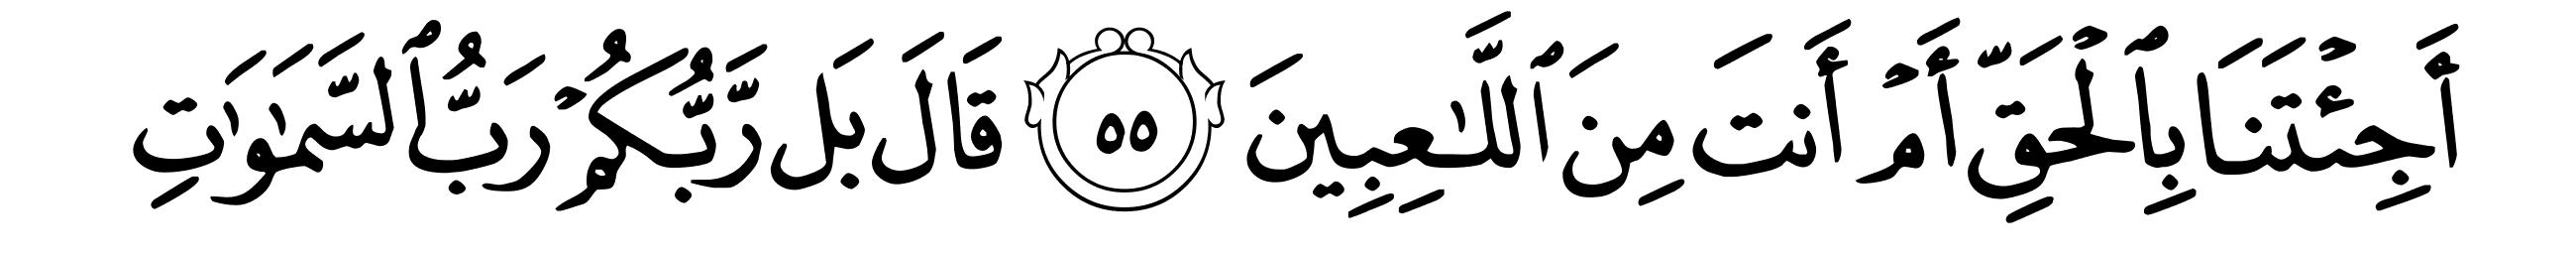 أَجِئْتَنَا بِٱلْحَقِّ أَمْ أَنتَ مِنَ ٱللَّـٰعِبِينَ ٥٥ قَالَ بَل رَّبُّكُمْ رَبُّ ٱلسَّمَـٰوَٰتِ